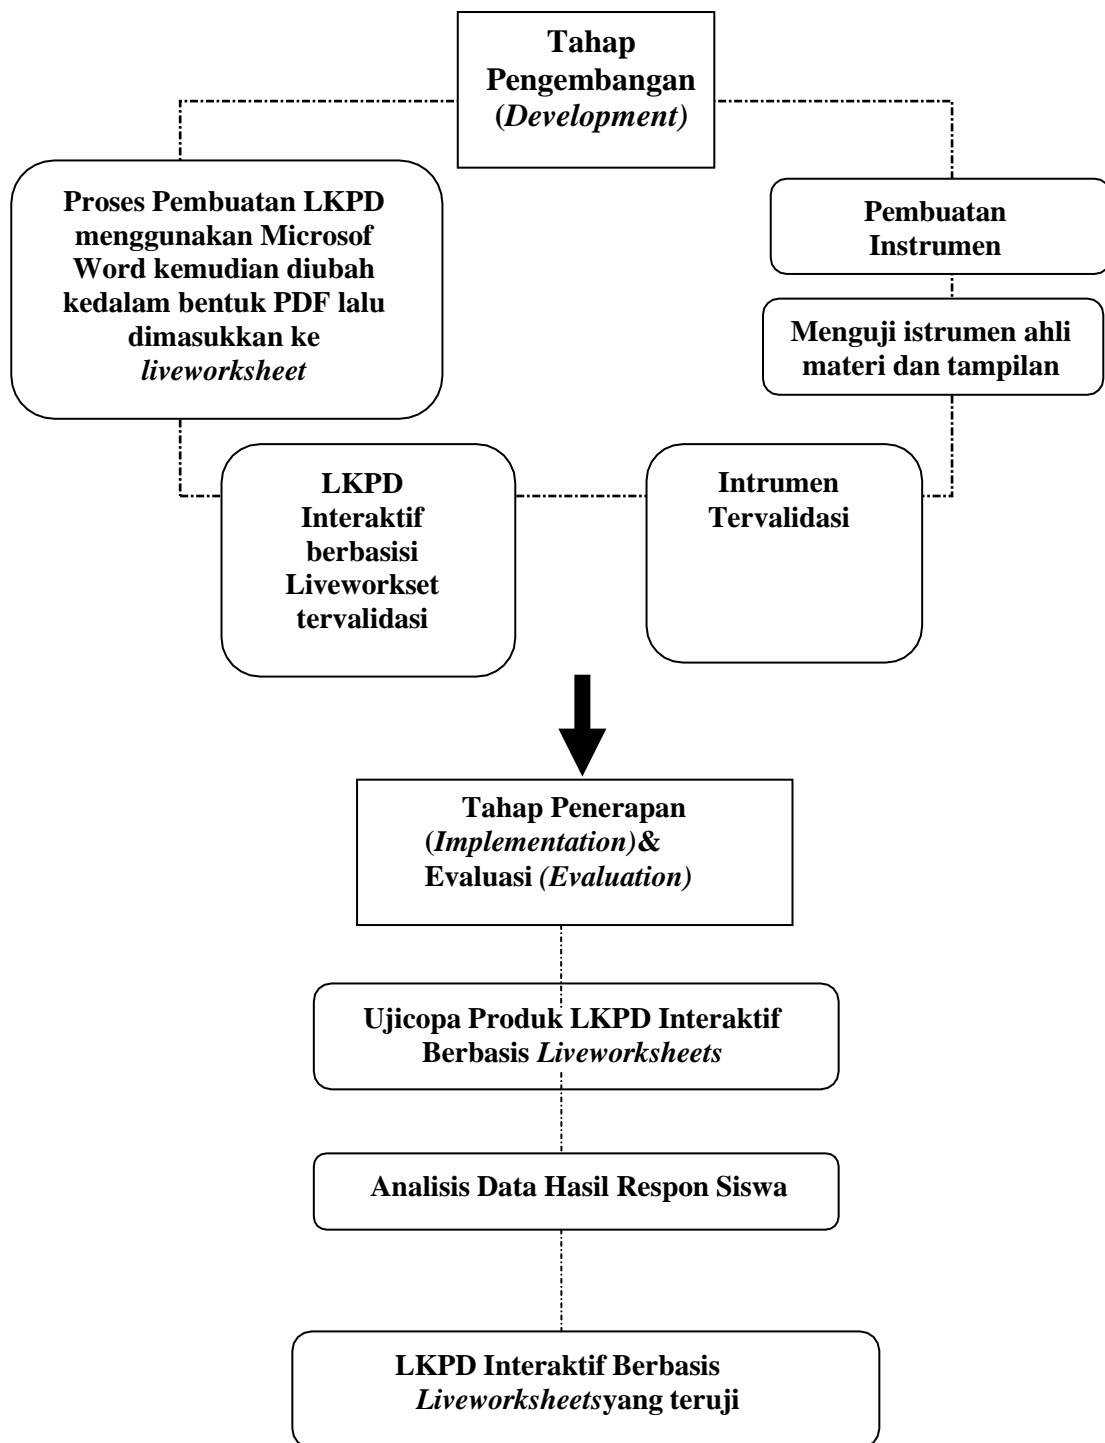 Tahap
Pengembangan
(Development)
Proses Pembuatan LKPD
menggunakan Microsof
Word kemudian diubah
kedalam bentuk PDF lalu
dimasukkan ke
liveworksheet
Pembuatan
Instrumen
Menguji istrumen ahli
materi dan tampilan
LKPD
Interaktif
berbasisi
Liveworkset
tervalidasi
Intrumen
Tervalidasi
Tahap Penerapan
(Implementation)&
Evaluasi (Evaluation)
Ujicopa Produk LKPD Interaktif
Berbasis Liveworksheets
Analisis Data Hasil Respon Siswa
LKPD Interaktif Berbasis
Liveworksheetsyang teruji